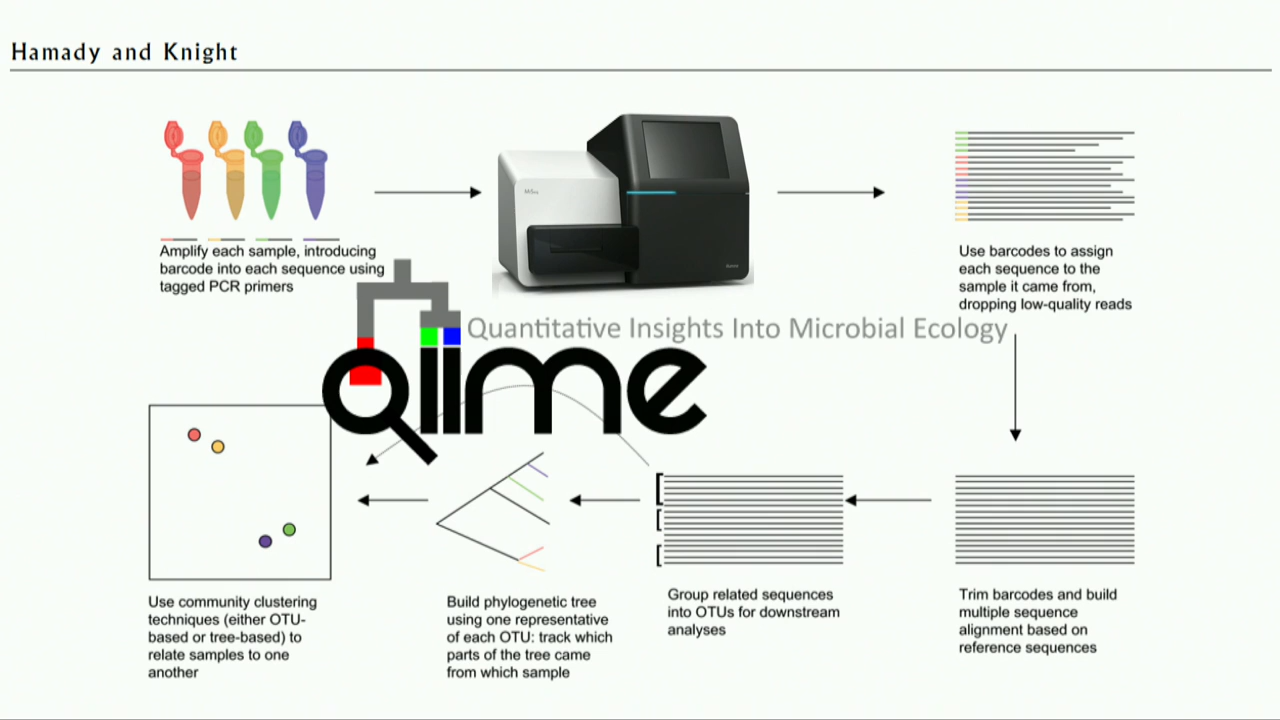 Hamady and Knight
Amplify each sample, introducing
barcode into each sequence using
tagged PCR primers
MiSeq
Use barcodes to assign
each sequence to the
sample it came from,
dropping low-quality reads
Quantitative Insights Into Microbial Ecology
Qiime
Trim barcodes and build
multiple sequence
alignment based on
reference sequences
Group related sequences
into OTUs for downstream
analyses
Build phylogenetic tree
using one representative
of each OTU: track which
parts of the tree came
from which sample
Use community clustering
techniques (either OTU-
based or tree-based) to
relate samples to one
another